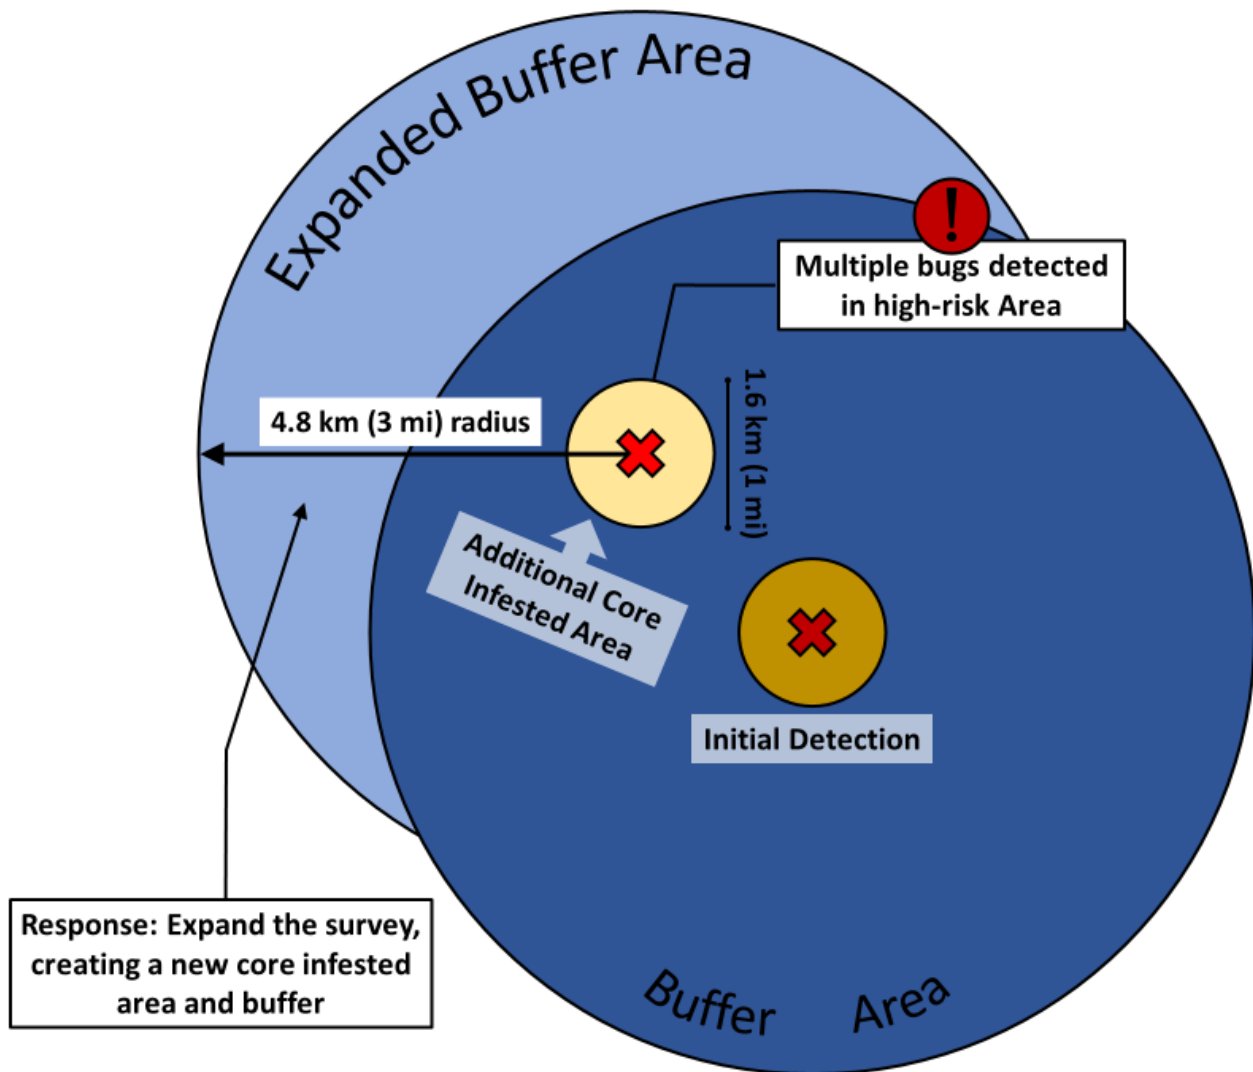 Expanded Buffer Area
!
Multiple bugs detected
in high-risk Area
4.8 km (3 mi) radius
1.6 km (1 mi)
Additional Core
Infested Area
Initial Detection
Response: Expand the survey,
creating a new core infested
area and buffer
Buffer Area